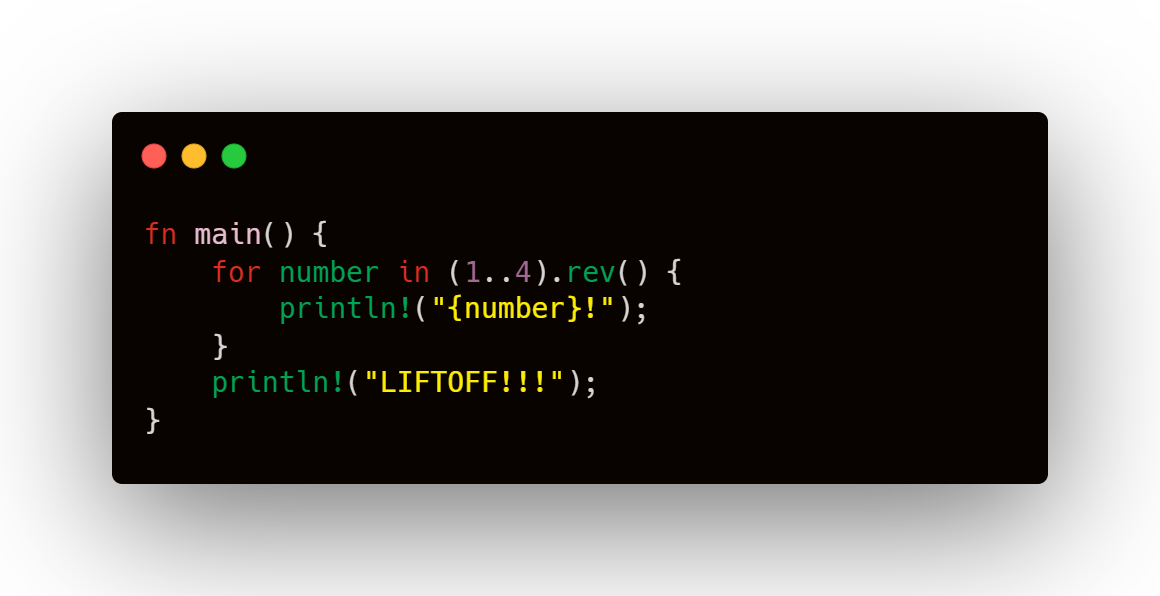 fn main() {
    for number in (1..4).rev() {
        println!("{number}!");
    }
    println!("LIFTOFF!!!");
}